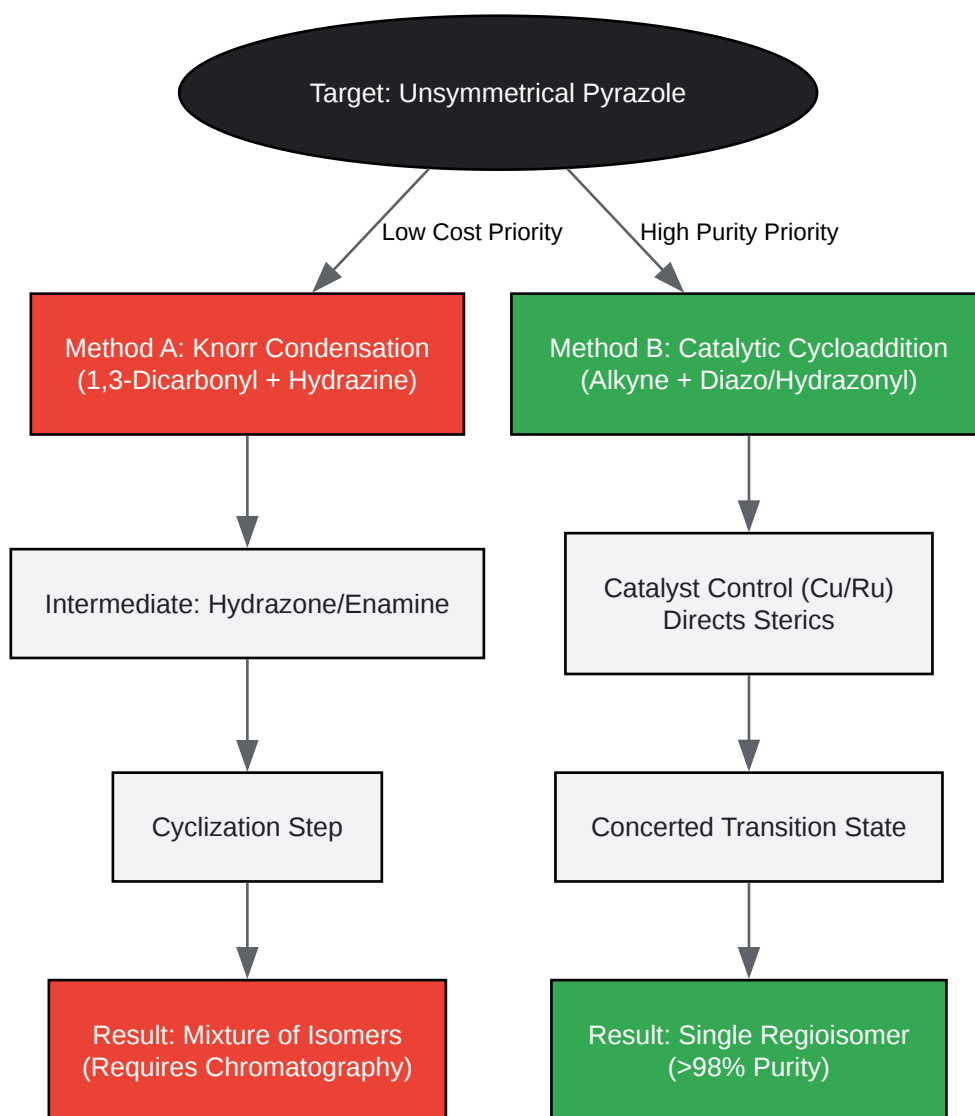 Target: Unsymmetrical Pyrazole
Low Cost Priority
High Purity Priority
Method A: Knorr Condensation
(1,3-Dicarbonyl + Hydrazine)
Method B: Catalytic Cycloaddition
(Alkyne + Diazo/Hydrazonyl)
Intermediate: Hydrazone/Enamine
Catalyst Control (Cu/Ru)
Directs Sterics
Cyclization Step
Concerted Transition State
Result: Mixture of Isomers
(Requires Chromatography)
Result: Single Regioisomer
(>98% Purity)